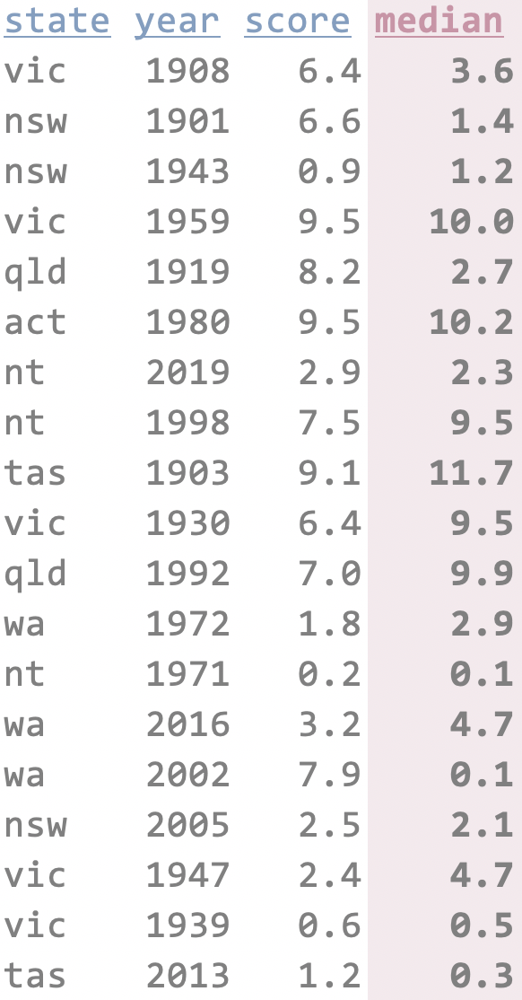 state year score median
vic 1908 6.4 3.6
nsw 1901 6.6 1.4
nsw 1943 0.9 1.2
vic 1959 9.5 10.0
qld 1919 8.2 2.7
act 1980 9.5 10.2
nt 2019 2.9 2.3
nt 1998 7.5 9.5
tas 1903 9.1 11.7
vic 1930 6.4 9.5
qld 1992 7.0 9.9
wa 1972 1.8 2.9
nt 1971 0.2 0.1
wa 2016 3.2 4.7
wa 2002 7.9 0.1
nsw 2005 2.5 2.1
vic 1947 2.4 4.7
vic 1939 0.6 0.5
tas 2013 1.2 0.3